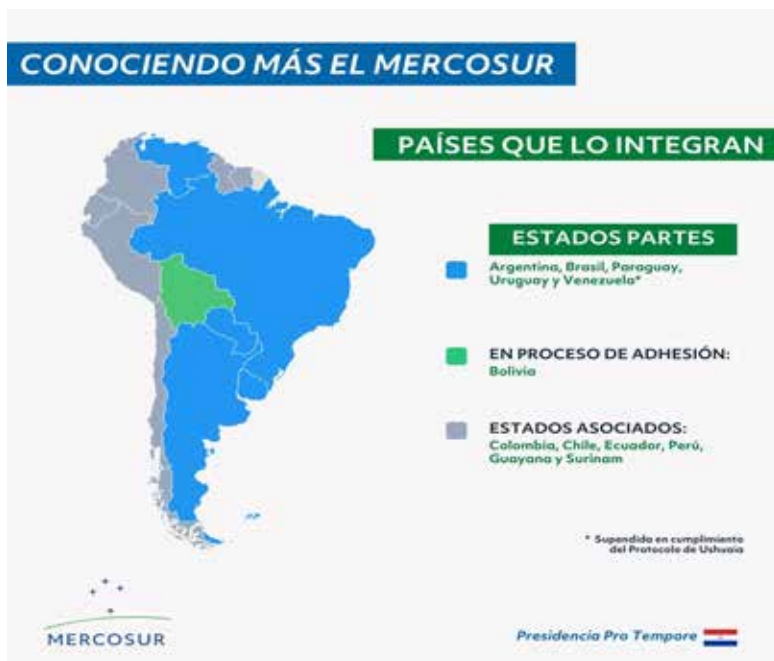 CONOCIENDO MÁS EL MERCOSUR
PAÍSES QUE LO INTEGRAN
ESTADOS PARTES
Argentina, Brasil, Paraguay,
Uruguay y Venezuela*
EN PROCESO DE ADHESIÓN:
Bolivia
ESTADOS ASOCIADOS:
Colombia, Chile, Ecuador, Perú,
Guayana y Surinam
* Supendida en cumplimiento
del Protocolo de Ushuaia
MERCOSUR
Presidencia Pro Tempore